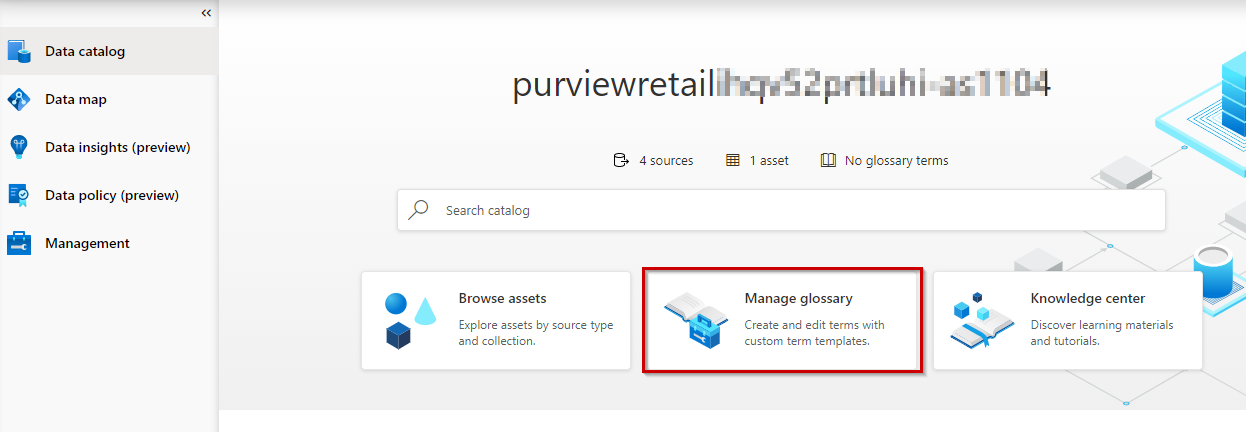 Data catalog
Data map
Data insights (preview)
Data policy (preview)
Management
purviewretail
4 sources
1 asset
No glossary terms
Search catalog
Browse assets
Explore assets by source type
and collection.
Manage glossary
Create and edit terms with
custom term templates.
Knowledge center
Discover learning materials
and tutorials.